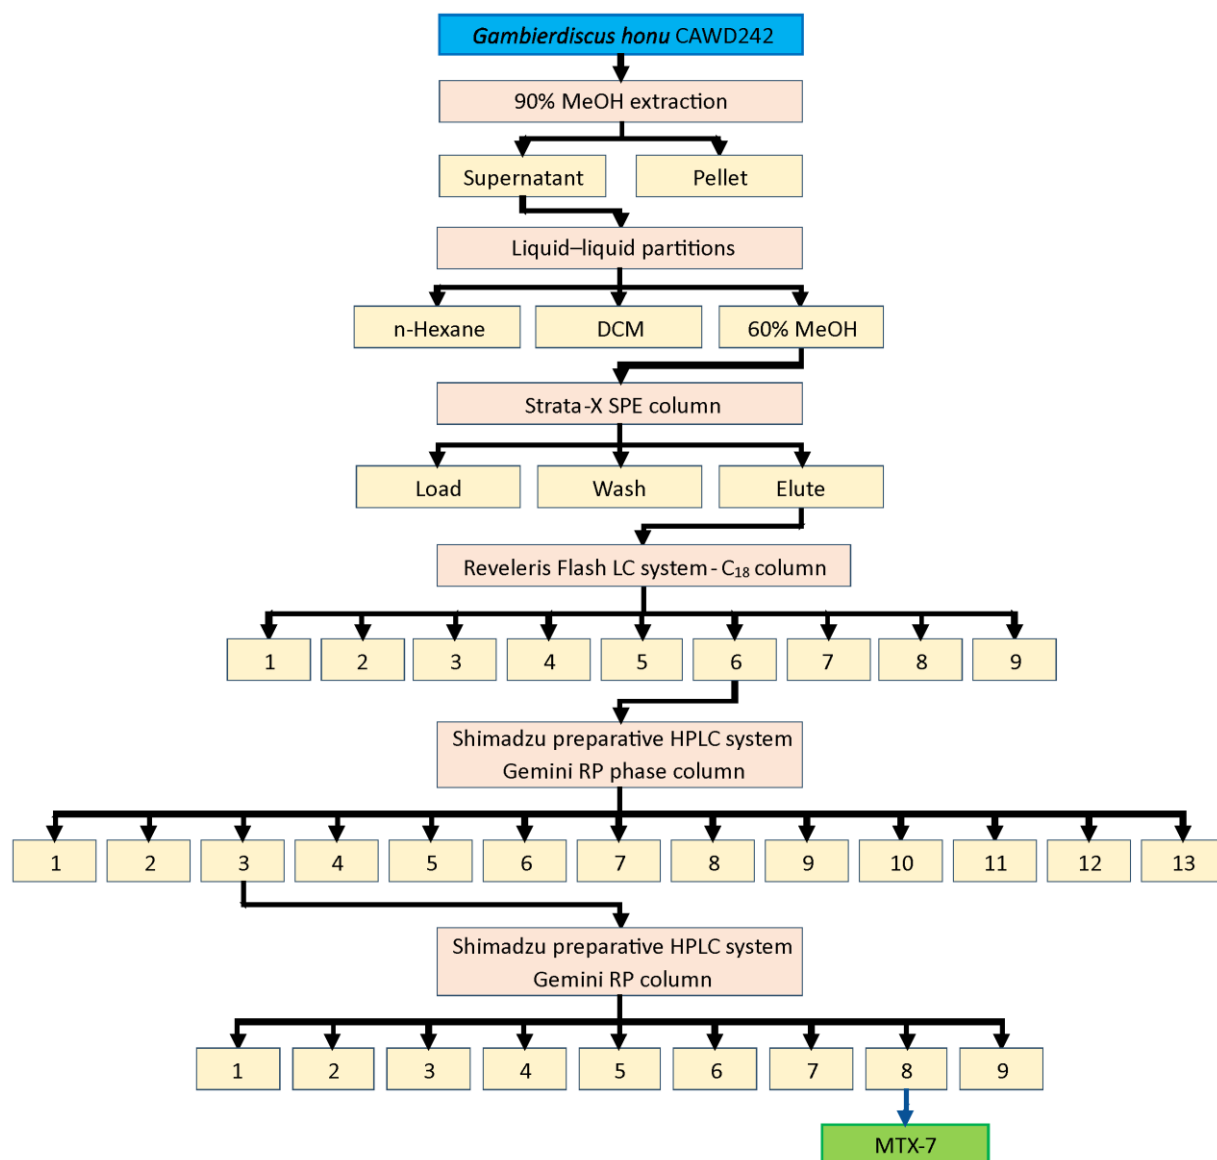 Gambierdiscus honu CAWD242
90% MeOH extraction
Supernatant
Pellet
Liquid–liquid partitions
n-Hexane
DCM
60% MeOH
Strata-X SPE column
Load
Wash
Elute
Reveleris Flash LC system - C₁₈ column
1
2
3
4
5
6
7
8
9
Shimadzu preparative HPLC system
Gemini RP phase column
1
2
3
4
5
6
7
8
9
10
11
12
13
Shimadzu preparative HPLC system
Gemini RP column
1
2
3
4
5
6
7
8
9
MTX-7